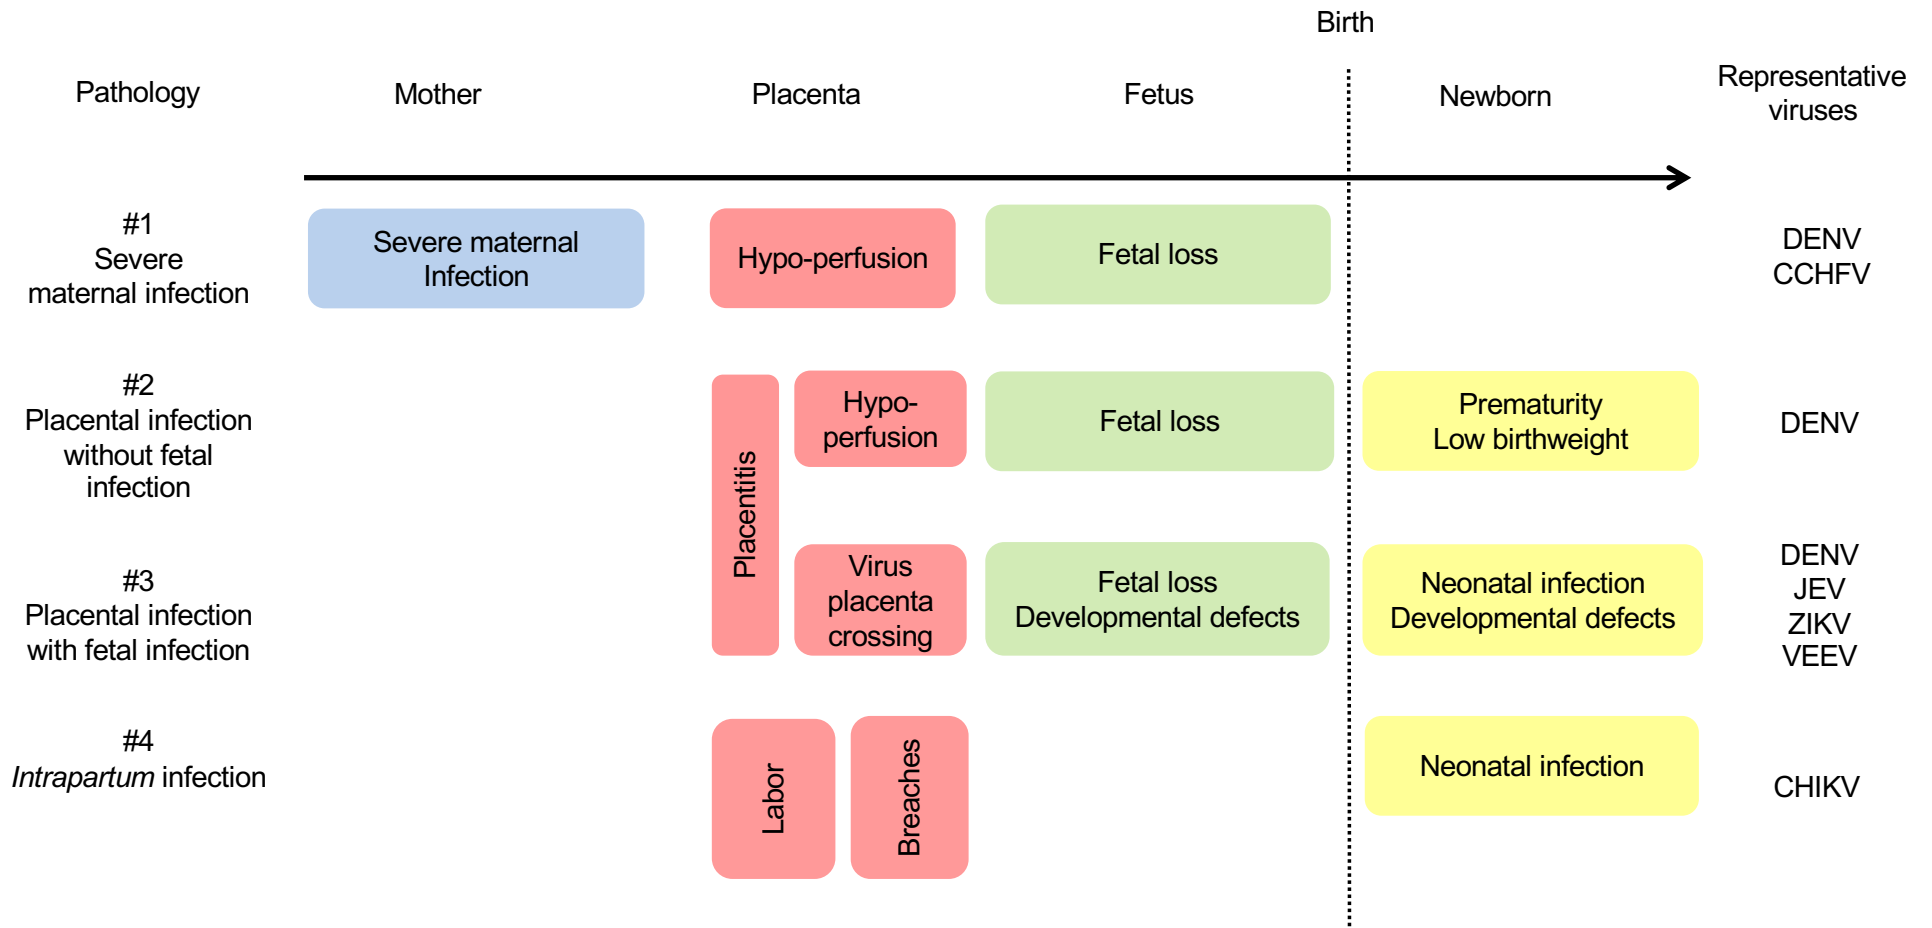 Birth
Pathology
Mother
Placenta
Fetus
Newborn
Representative
viruses
#1
Severe
maternal infection
Severe maternal
Infection
Hypo-perfusion
Fetal loss
DENV
CCHFV
#2
Placental infection
without fetal
infection
Placentitis
Hypo-
perfusion
Fetal loss
Prematurity
Low birthweight
DENV
#3
Placental infection
with fetal infection
Virus
placenta
crossing
Fetal loss
Developmental defects
Neonatal infection
Developmental defects
DENV
JEV
ZIKV
VEEV
#4
Intrapartum infection
Labor
Breaches
Neonatal infection
CHIKV